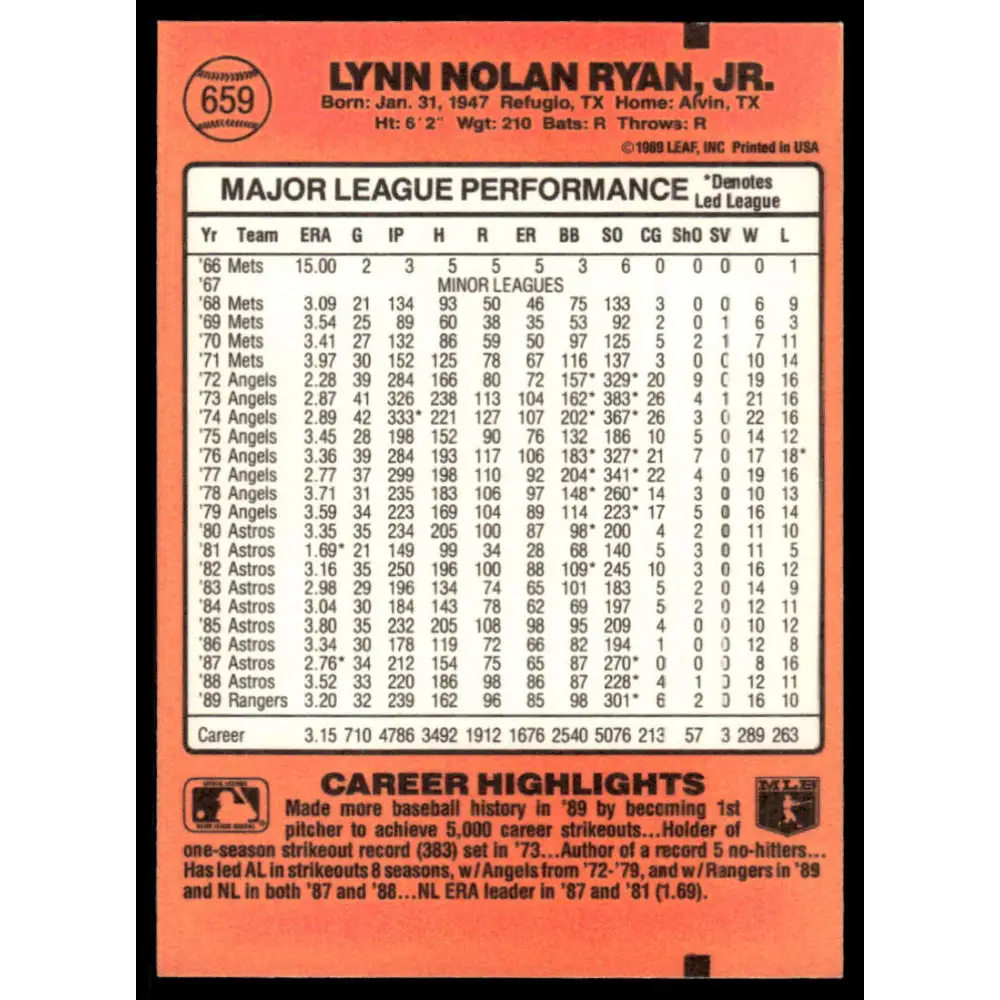 659
LYNN NOLAN RYAN, JR.
Born: Jan. 31, 1947 Refugio, TX Home: Alvin, TX
Ht: 6'2" Wgt: 210 Bats: R Throws: R
©1989 LEAF, INC Printed in USA
MAJOR LEAGUE PERFORMANCE *Denotes Led League
Yr Team ERA G IP H R ER BB SO CG ShO SV W L
'66 Mets 15.00 2 3 5 5 5 3 6 0 0 0 0 1
'67 MINOR LEAGUES
'68 Mets 3.09 21 134 93 50 46 75 133 3 0 0 6 9
'69 Mets 3.54 25 89 60 38 35 53 92 2 0 1 6 3
'70 Mets 3.41 27 132 86 59 50 97 125 5 2 1 7 11
'71 Mets 3.97 30 152 125 78 67 116 137 3 0 0 10 14
'72 Angels 2.28 39 284 166 80 72 157* 329* 20 9 0 19 16
'73 Angels 2.87 41 326 238 113 104 162* 383* 26 4 1 21 16
'74 Angels 2.89 42 333* 221 127 107 202* 367* 26 3 0 22 16
'75 Angels 3.45 28 198 152 90 76 132 186 10 5 0 14 12
'76 Angels 3.36 39 284 193 117 106 183* 327* 21 7 0 17 18*
'77 Angels 2.77 37 299 198 110 92 204* 341* 22 4 0 19 16
'78 Angels 3.71 31 235 183 106 97 148* 260* 14 3 0 10 13
'79 Angels 3.59 34 223 169 104 89 114 223* 17 5 0 16 14
'80 Astros 3.35 35 234 205 100 87 98* 200 4 2 0 11 10
'81 Astros 1.69* 21 149 99 34 28 68 140 5 3 0 11 5
'82 Astros 3.16 35 250 196 100 88 109* 245 10 3 0 16 12
'83 Astros 2.98 29 196 134 74 65 101 183 5 2 0 14 9
'84 Astros 3.04 30 184 143 78 62 69 197 5 2 0 12 11
'85 Astros 3.80 35 232 205 108 98 95 209 4 0 0 10 12
'86 Astros 3.34 30 178 119 72 66 82 194 1 0 0 12 8
'87 Astros 2.76* 34 212 154 75 65 87 270* 0 0 0 8 16
'88 Astros 3.52 33 220 186 98 86 87 228* 4 1 0 12 11
'89 Rangers 3.20 32 239 162 96 85 98 301* 6 2 0 16 10
Career 3.15 710 4786 3492 1912 1676 2540 5076 213 57 3 289 263
CAREER HIGHLIGHTS
MLB
Made more baseball history in '89 by becoming 1st
pitcher to achieve 5,000 career strikeouts...Holder of
one-season strikeout record (383) set in '73...Author of a record 5 no-hitters...
Has led AL in strikeouts 8 seasons, w/Angels from '72-'79, and w/Rangers in '89
and NL in both '87 and '88...NL ERA leader in '87 and '81 (1.69).